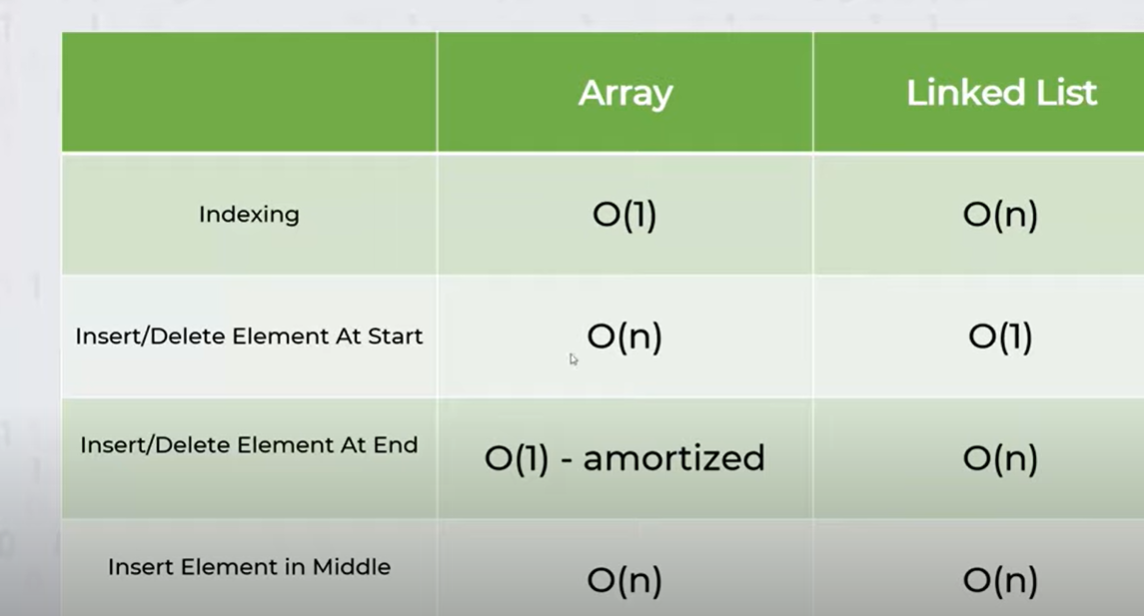 Array Linked List
Indexing O(1) O(n)
Insert/Delete Element At Start O(n) O(1)
Insert/Delete Element At End O(1) - amortized O(n)
Insert Element in Middle O(n) O(n)